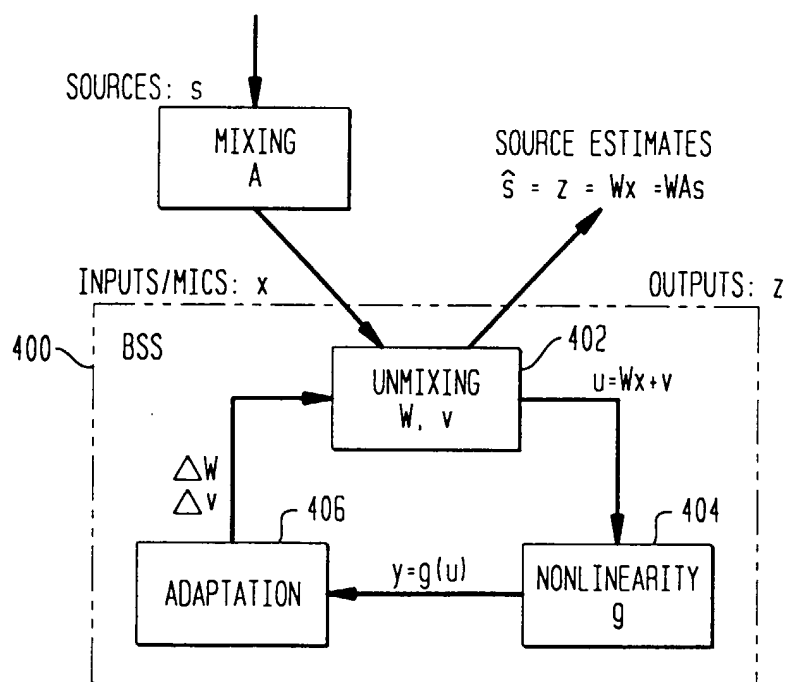 SOURCES: s
MIXING
A
SOURCE ESTIMATES
ŝ = z = Wx =WAs
INPUTS/MICS: x
OUTPUTS: z
400
BSS
402
UNMIXING
W, v
u=Wx+v
△W
△v
406
404
ADAPTATION
y=g(u)
NONLINEARITY
g